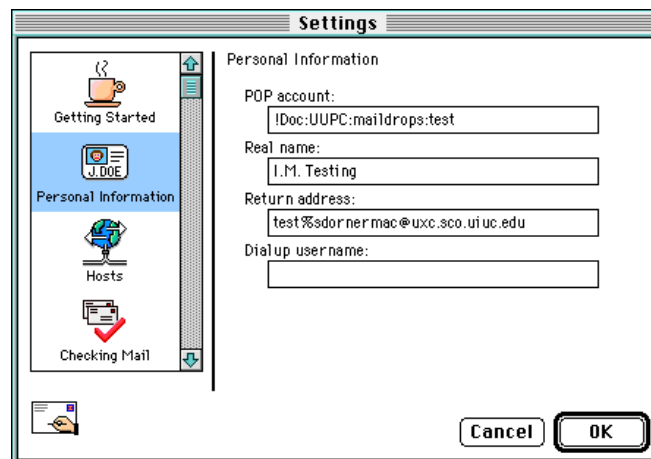 Settings
Getting Started
J.DOE
Personal Information
Hosts
Checking Mail
Personal Information
POP account:
!Doc:UUPC:maildrops:test
Real name:
I.M. Testing
Return address:
test%sdornermac@uxc.sco.uiuc.edu
Dialup username:
Cancel
OK